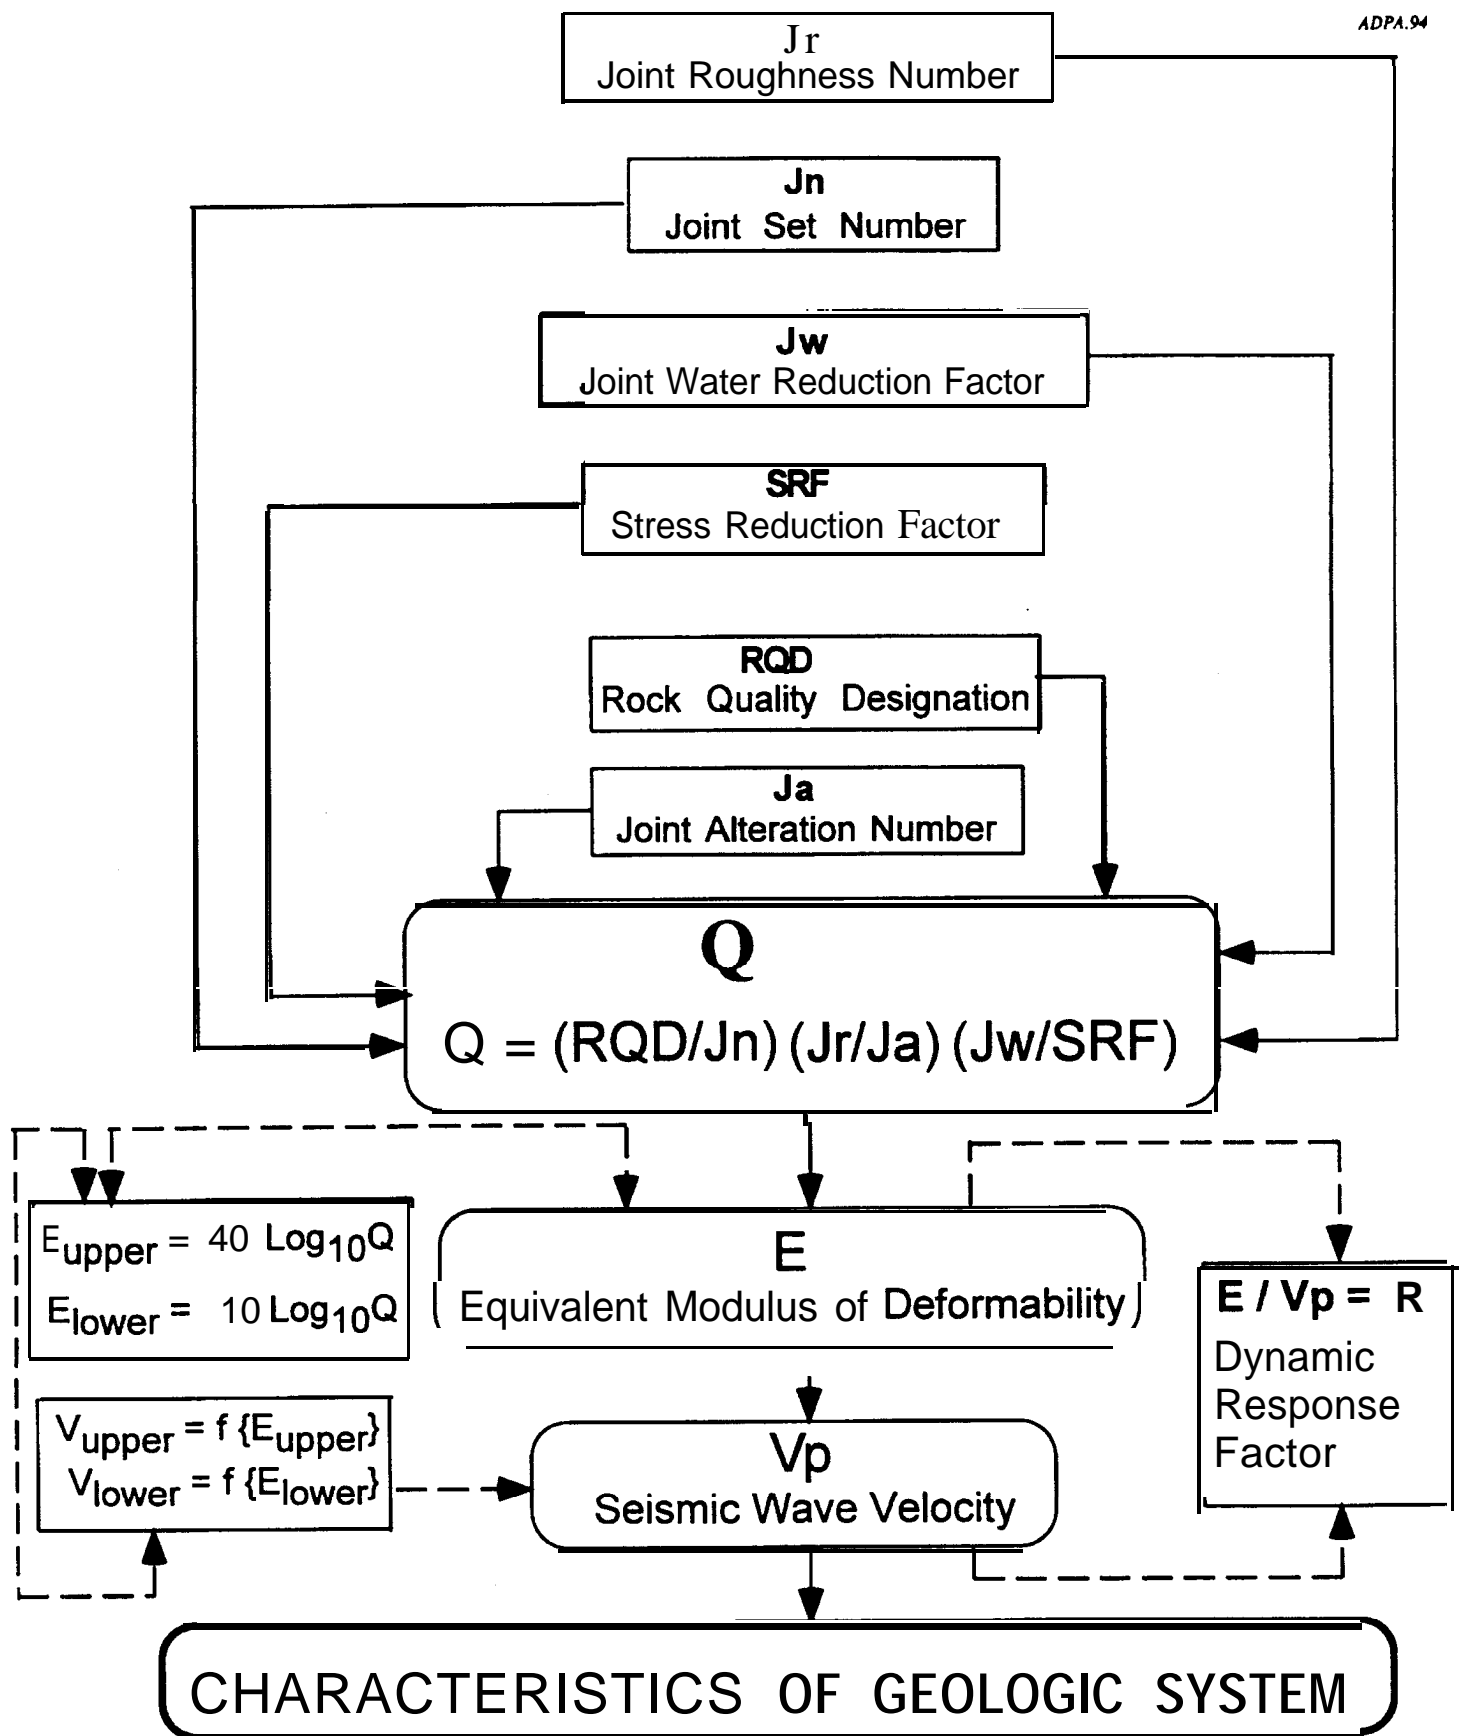 ADPA.94
Jr
Joint Roughness Number
Jn
Joint Set Number
Jw
Joint Water Reduction Factor
SRF
Stress Reduction Factor
RQD
Rock Quality Designation
Ja
Joint Alteration Number
Q
Q = (RQD/Jn) (Jr/Ja) (Jw/SRF)
Eupper = 40 Log10Q
Elower = 10 Log10Q
E
( Equivalent Modulus of Deformability)
E / Vp = R
Dynamic
Response
Factor
Vupper = f {Eupper}
Vlower = f {Elower}
Vp
Seismic Wave Velocity
CHARACTERISTICS OF GEOLOGIC SYSTEM